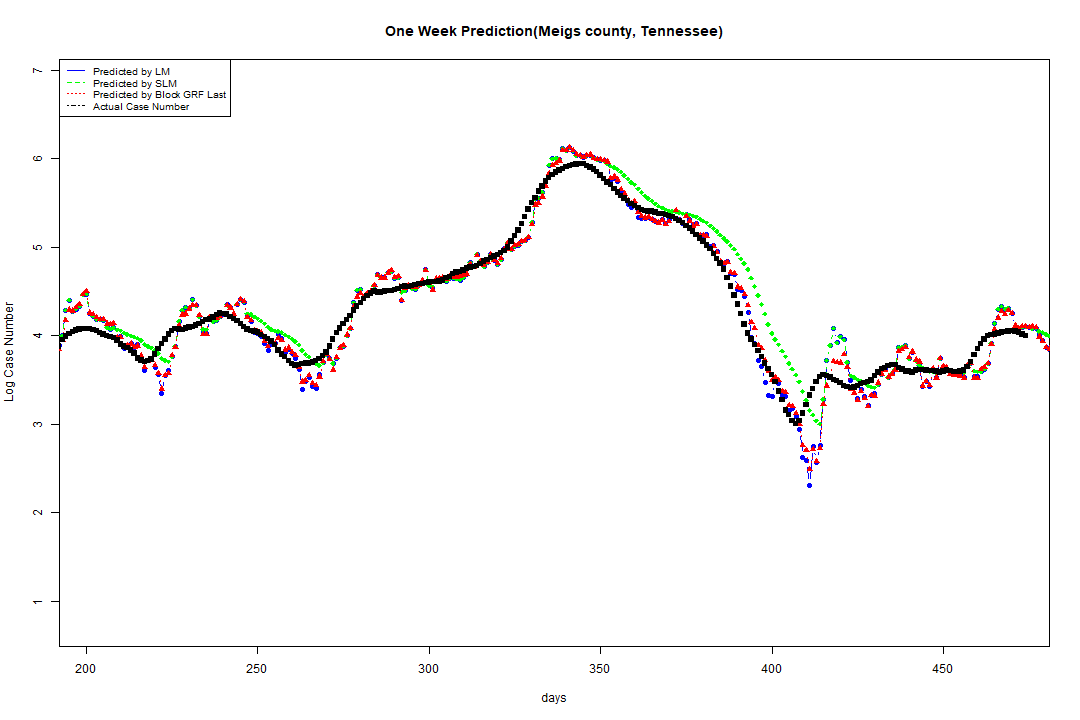 One Week Prediction(Meigs county, Tennessee)
Predicted by LM
Predicted by SLM
Predicted by Block GRF Last
Actual Case Number
7
6
5
4
3
2
1
Log Case Number
200 250 300 350 400 450
days